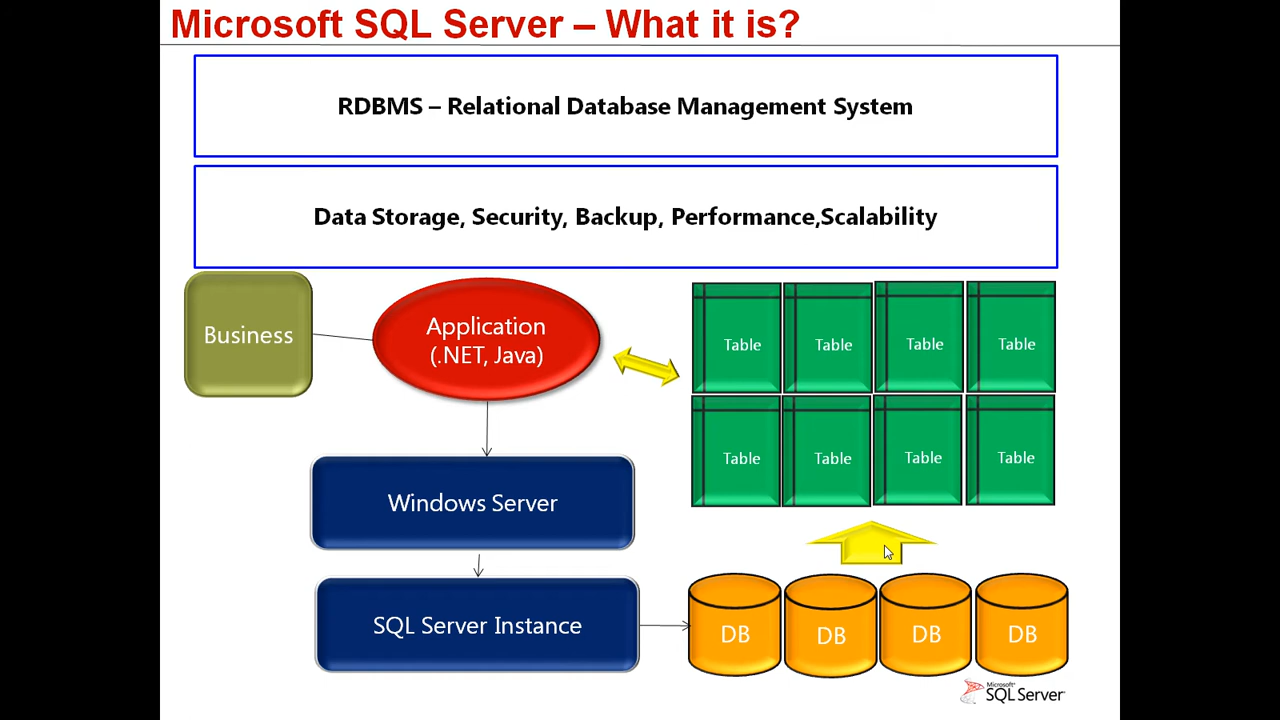 Microsoft SQL Server – What it is?
RDBMS – Relational Database Management System
Data Storage, Security, Backup, Performance,Scalability
Business
Application
(.NET, Java)
Table
Table
Table
Table
Table
Table
Table
Table
Windows Server
SQL Server Instance
DB
DB
DB
DB
Microsoft
SQL Server